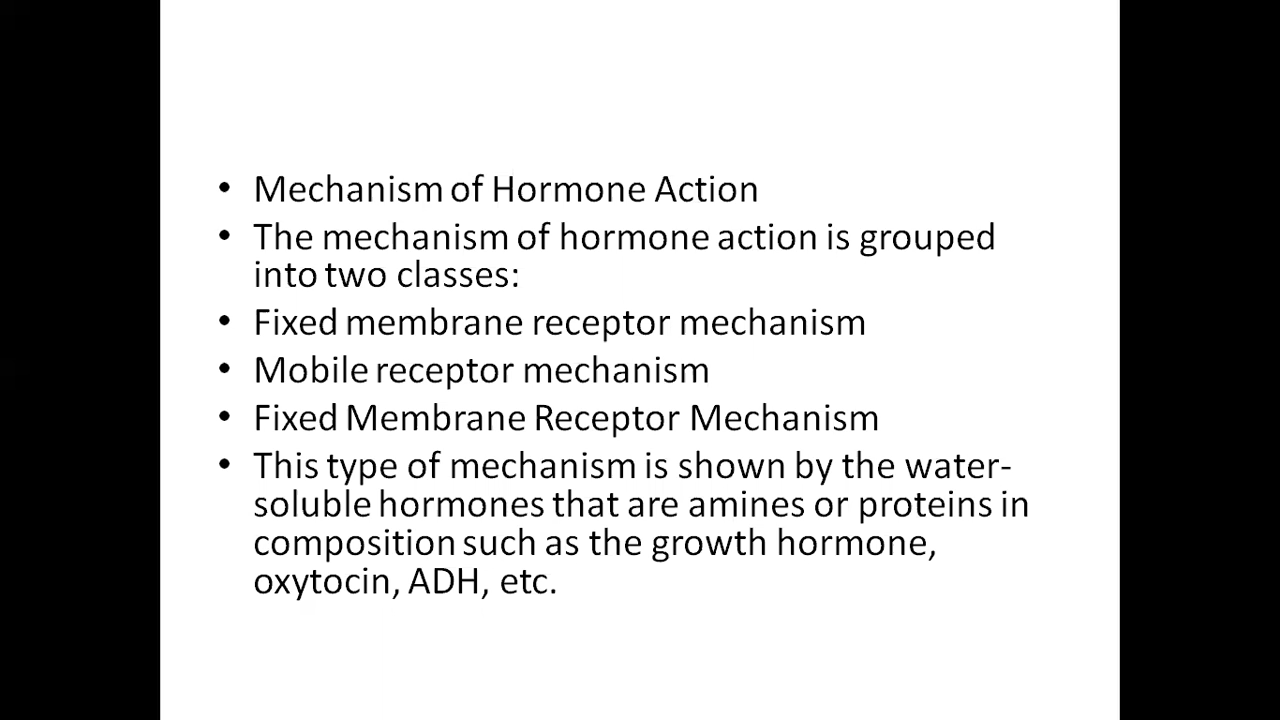 • Mechanism of Hormone Action
• The mechanism of hormone action is grouped
into two classes:
• Fixed membrane receptor mechanism
• Mobile receptor mechanism
• Fixed Membrane Receptor Mechanism
• This type of mechanism is shown by the water-
soluble hormones that are amines or proteins in
composition such as the growth hormone,
oxytocin, ADH, etc.